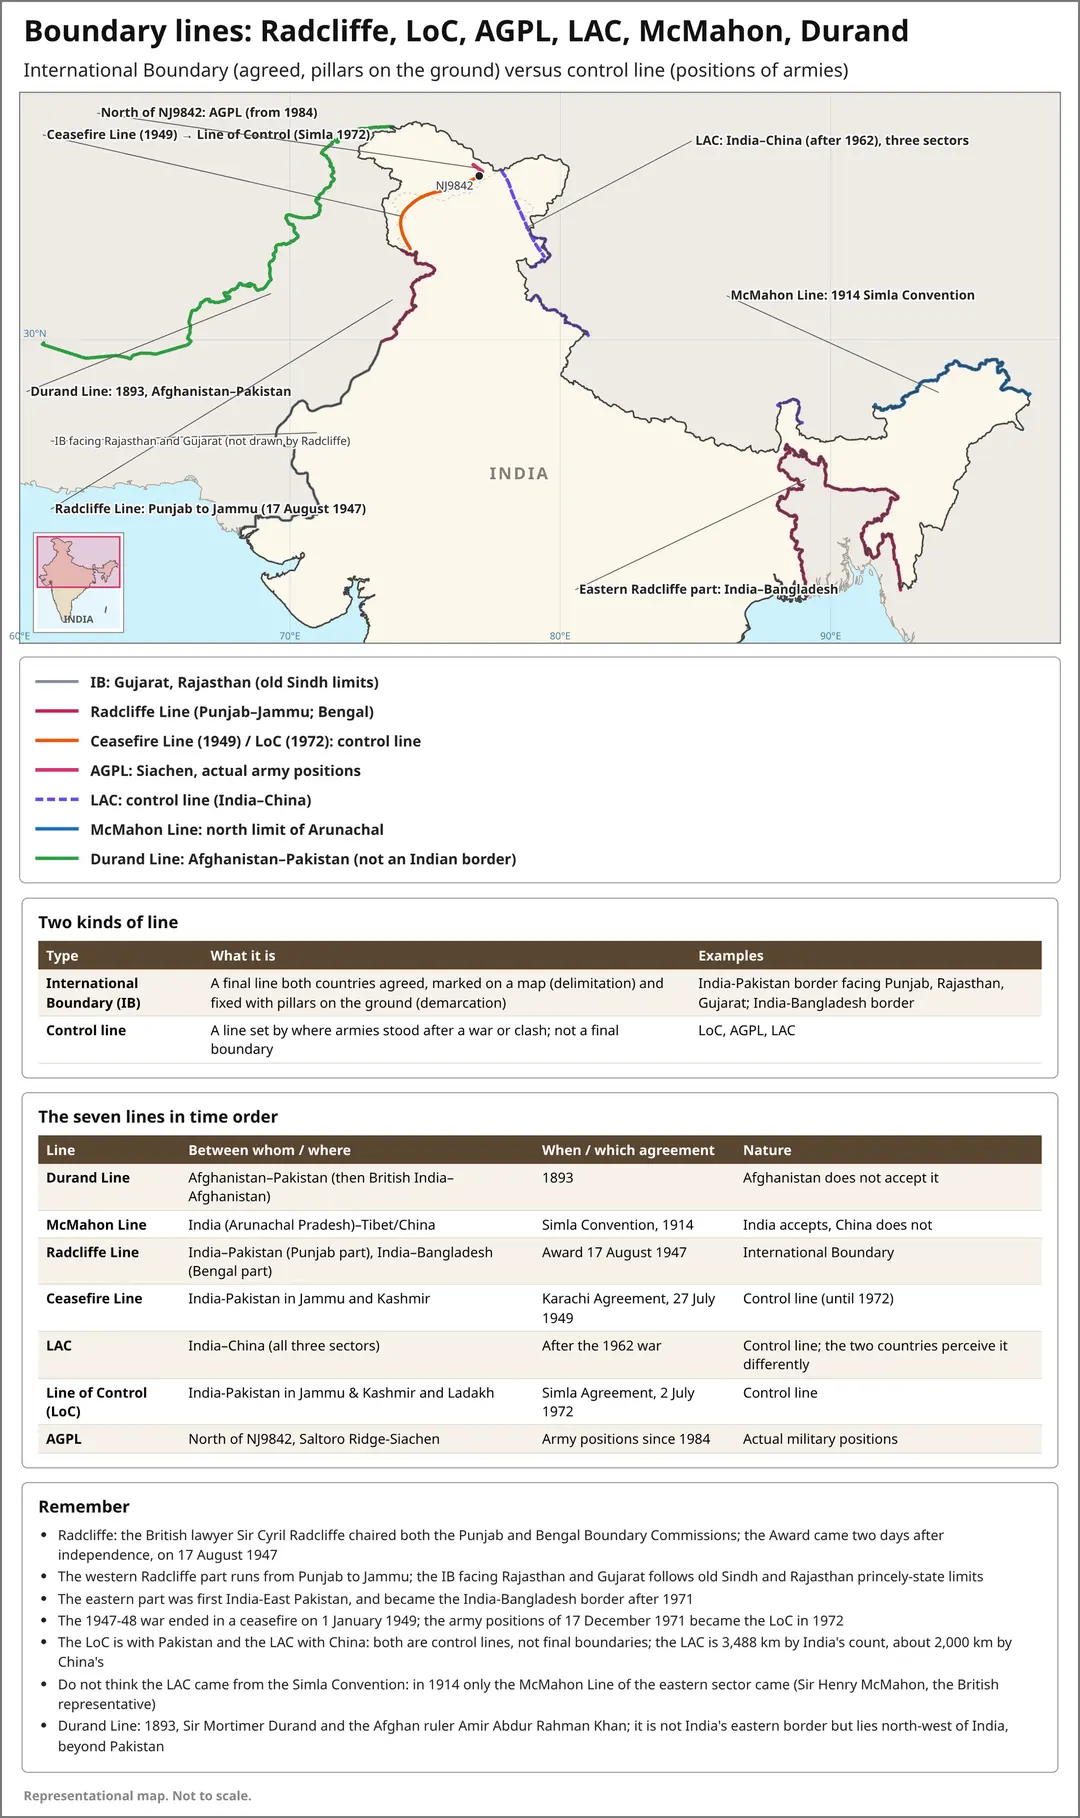 Boundary lines: Radcliffe, LoC, AGPL, LAC, McMahon, Durand
International Boundary (agreed, pillars on the ground) versus control line (positions of armies)
North of NJ9842: AGPL (from 1984)
Ceasefire Line (1949) → Line of Control (Simla 1972)
LAC: India–China (after 1962), three sectors
NJ9842
McMahon Line: 1914 Simla Convention
30°N
Durand Line: 1893, Afghanistan–Pakistan
IB facing Rajasthan and Gujarat (not drawn by Radcliffe)
INDIA
Radcliffe Line: Punjab to Jammu (17 August 1947)
Eastern Radcliffe part: India–Bangladesh
INDIA
60°E
70°E
80°E
90°E
IB: Gujarat, Rajasthan (old Sindh limits)
Radcliffe Line (Punjab–Jammu; Bengal)
Ceasefire Line (1949) / LoC (1972): control line
AGPL: Siachen, actual army positions
LAC: control line (India–China)
McMahon Line: north limit of Arunachal
Durand Line: Afghanistan–Pakistan (not an Indian border)
Two kinds of line
Type What it is Examples
International Boundary (IB) A final line both countries agreed, marked on a map (delimitation) and fixed with pillars on the ground (demarcation) India-Pakistan border facing Punjab, Rajasthan, Gujarat; India-Bangladesh border
Control line A line set by where armies stood after a war or clash; not a final boundary LoC, AGPL, LAC
The seven lines in time order
Line Between whom / where When / which agreement Nature
Durand Line Afghanistan–Pakistan (then British India–Afghanistan) 1893 Afghanistan does not accept it
McMahon Line India (Arunachal Pradesh)–Tibet/China Simla Convention, 1914 India accepts, China does not
Radcliffe Line India–Pakistan (Punjab part), India–Bangladesh (Bengal part) Award 17 August 1947 International Boundary
Ceasefire Line India-Pakistan in Jammu and Kashmir Karachi Agreement, 27 July 1949 Control line (until 1972)
LAC India–China (all three sectors) After the 1962 war Control line; the two countries perceive it differently
Line of Control (LoC) India-Pakistan in Jammu & Kashmir and Ladakh Simla Agreement, 2 July 1972 Control line
AGPL North of NJ9842, Saltoro Ridge-Siachen Army positions since 1984 Actual military positions
Remember
• Radcliffe: the British lawyer Sir Cyril Radcliffe chaired both the Punjab and Bengal Boundary Commissions; the Award came two days after
independence, on 17 August 1947
• The western Radcliffe part runs from Punjab to Jammu; the IB facing Rajasthan and Gujarat follows old Sindh and Rajasthan princely-state limits
• The eastern part was first India-East Pakistan, and became the India-Bangladesh border after 1971
• The 1947-48 war ended in a ceasefire on 1 January 1949; the army positions of 17 December 1971 became the LoC in 1972
• The LoC is with Pakistan and the LAC with China: both are control lines, not final boundaries; the LAC is 3,488 km by India's count, about 2,000 km by
China's
• Do not think the LAC came from the Simla Convention: in 1914 only the McMahon Line of the eastern sector came (Sir Henry McMahon, the British
representative)
• Durand Line: 1893, Sir Mortimer Durand and the Afghan ruler Amir Abdur Rahman Khan; it is not India's eastern border but lies north-west of India,
beyond Pakistan
Representational map. Not to scale.